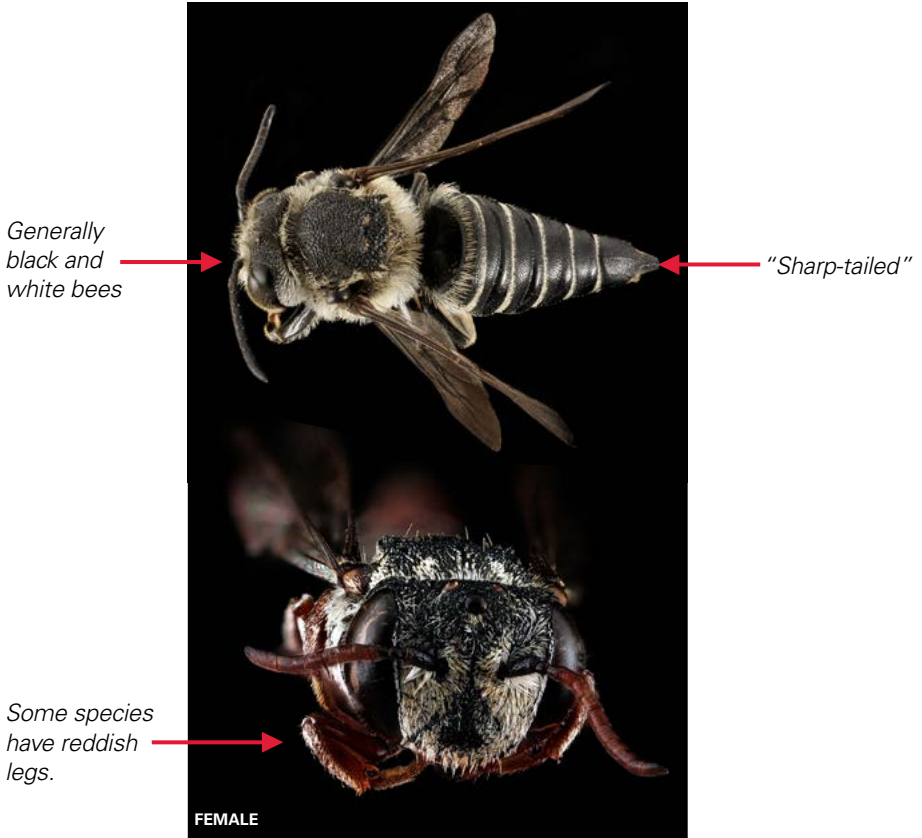 Generally
black and
white bees
"Sharp-tailed"
Some species
have reddish
legs.
FEMALE